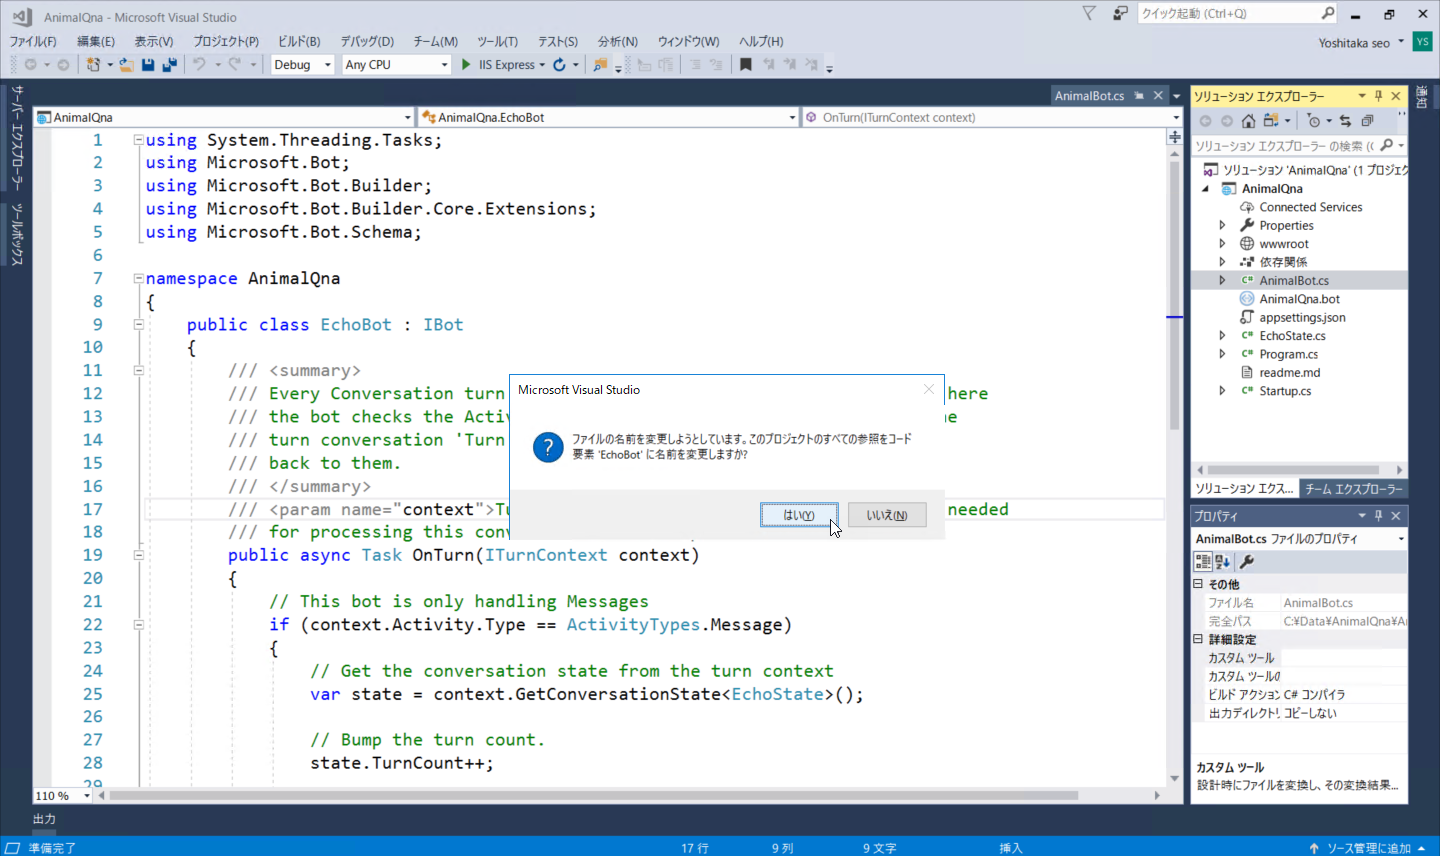 AnimalQna - Microsoft Visual Studio
クイック起動 (Ctrl+Q)
ファイル(F) 編集(E) 表示(V) プロジェクト(P) ビルド(B) デバッグ(D) チーム(M) ツール(T) テスト(S) 分析(N) ウィンドウ(W) ヘルプ(H)
Yoshitaka seo YS
Debug Any CPU IIS Express
サーバー エクスプローラー
ツールボックス
AnimalBot.cs
AnimalQna AnimalQna.EchoBot OnTurn(ITurnContext context)
1 using System.Threading.Tasks;
2 using Microsoft.Bot;
3 using Microsoft.Bot.Builder;
4 using Microsoft.Bot.Builder.Core.Extensions;
5 using Microsoft.Bot.Schema;
6
7 namespace AnimalQna
8 {
9 public class EchoBot : IBot
10 {
11 /// <summary>
12 /// Every Conversation turn here
13 /// the bot checks the Activ e
14 /// turn conversation 'Turn
15 /// back to them.
16 /// </summary>
17 /// <param name="context">Tu needed
18 /// for processing this conv
19 public async Task OnTurn(ITurnContext context)
20 {
21 // This bot is only handling Messages
22 if (context.Activity.Type == ActivityTypes.Message)
23 {
24 // Get the conversation state from the turn context
25 var state = context.GetConversationState<EchoState>();
26
27 // Bump the turn count.
28 state.TurnCount++;
29
110 %
Microsoft Visual Studio
ファイルの名前を変更しようとしています。このプロジェクトのすべての参照をコード
要素 'EchoBot' に名前を変更しますか?
はい(Y) いいえ(N)
ソリューション エクスプローラー
ソリューション エクスプローラー の検索 (
ソリューション 'AnimalQna' (1 プロジェク
AnimalQna
Connected Services
Properties
wwwroot
依存関係
AnimalBot.cs
AnimalQna.bot
appsettings.json
EchoState.cs
Program.cs
readme.md
Startup.cs
ソリューション エクス... チーム エクスプローラー
プロパティ
AnimalBot.cs ファイルのプロパティ
その他
ファイル名 AnimalBot.cs
完全パス C:¥Data¥AnimalQna¥A
詳細設定
カスタム ツール
カスタム ツールの
ビルド アクション C# コンパイラ
出力ディレクトリ コピーしない
カスタム ツール
設計時にファイルを変換し、その変換結果...
通知
出力
準備完了 17 行 9 列 9 文字 挿入 ソース管理に追加